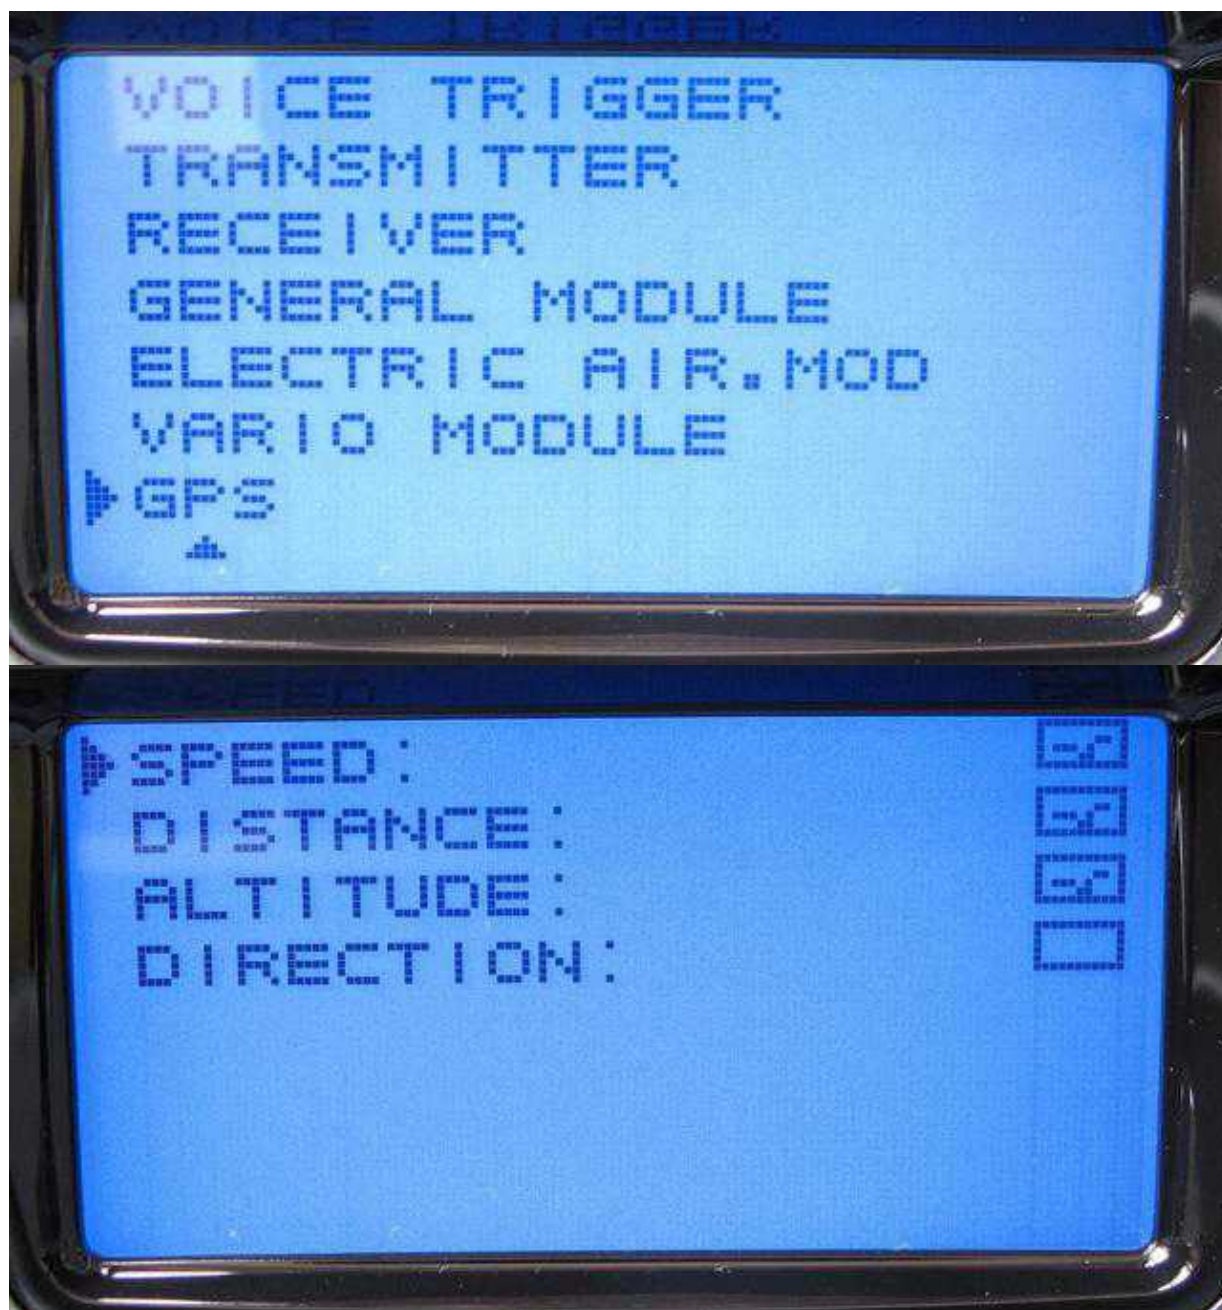 VOICE TRIGGER
TRANSMITTER
RECEIVER
GENERAL MODULE
ELECTRIC AIR.MOD
VARIO MODULE
GPS
SPEED:
DISTANCE:
ALTITUDE:
DIRECTION: